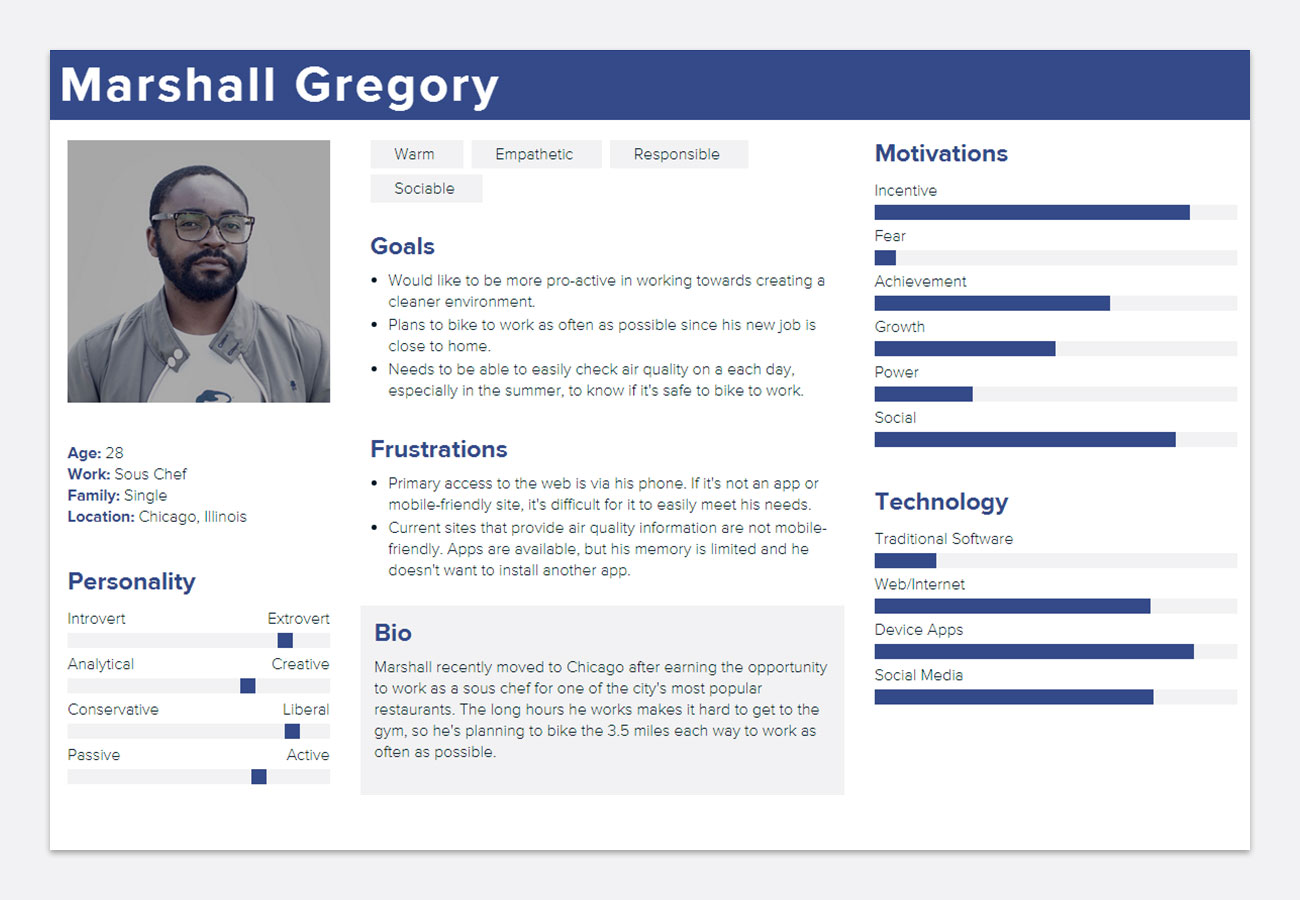 Marshall Gregory
Age: 28
Work: Sous Chef
Family: Single
Location: Chicago, Illinois
Personality
Introvert Extrovert
Analytical Creative
Conservative Liberal
Passive Active
Warm Empathetic Responsible
Sociable
Goals
• Would like to be more pro-active in working towards creating a
cleaner environment.
• Plans to bike to work as often as possible since his new job is
close to home.
• Needs to be able to easily check air quality on a each day,
especially in the summer, to know if it's safe to bike to work.
Frustrations
• Primary access to the web is via his phone. If it's not an app or
mobile-friendly site, it's difficult for it to easily meet his needs.
• Current sites that provide air quality information are not mobile-
friendly. Apps are available, but his memory is limited and he
doesn't want to install another app.
Bio
Marshall recently moved to Chicago after earning the opportunity
to work as a sous chef for one of the city's most popular
restaurants. The long hours he works makes it hard to get to the
gym, so he's planning to bike the 3.5 miles each way to work as
often as possible.
Motivations
Incentive
Fear
Achievement
Growth
Power
Social
Technology
Traditional Software
Web/Internet
Device Apps
Social Media